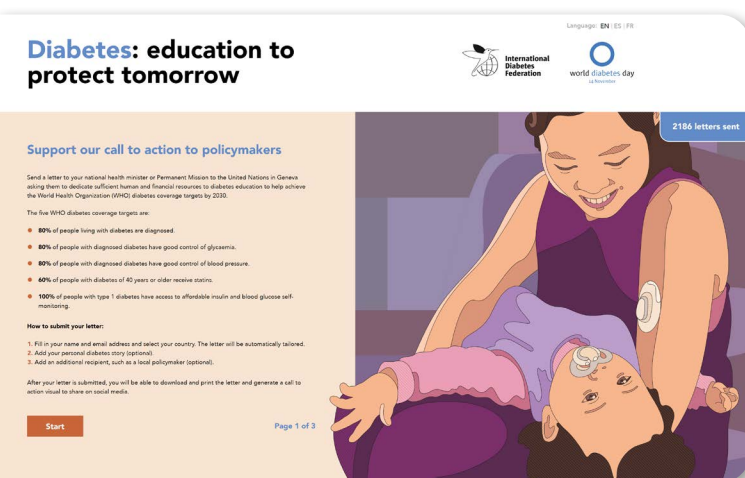 Language: EN | ES | FR
Diabetes: education to
protect tomorrow
International
Diabetes
Federation
world diabetes day
14 November
2186 letters sent
Support our call to action to policymakers
Send a letter to your national health minister or Permanent Mission to the United Nations in Geneva
asking them to dedicate sufficient human and financial resources to diabetes education to help achieve
the World Health Organization (WHO) diabetes coverage targets by 2030.
The five WHO diabetes coverage targets are:
80% of people living with diabetes are diagnosed.
80% of people with diagnosed diabetes have good control of glycaemia.
80% of people with diagnosed diabetes have good control of blood pressure.
60% of people with diabetes of 40 years or older receive statins.
100% of people with type 1 diabetes have access to affordable insulin and blood glucose self-
monitoring.
How to submit your letter:
1. Fill in your name and email address and select your country. The letter will be automatically tailored.
2. Add your personal diabetes story (optional).
3. Add an additional recipient, such as a local policymaker (optional).
After your letter is submitted, you will be able to download and print the letter and generate a call to
action visual to share on social media.
Start
Page 1 of 3